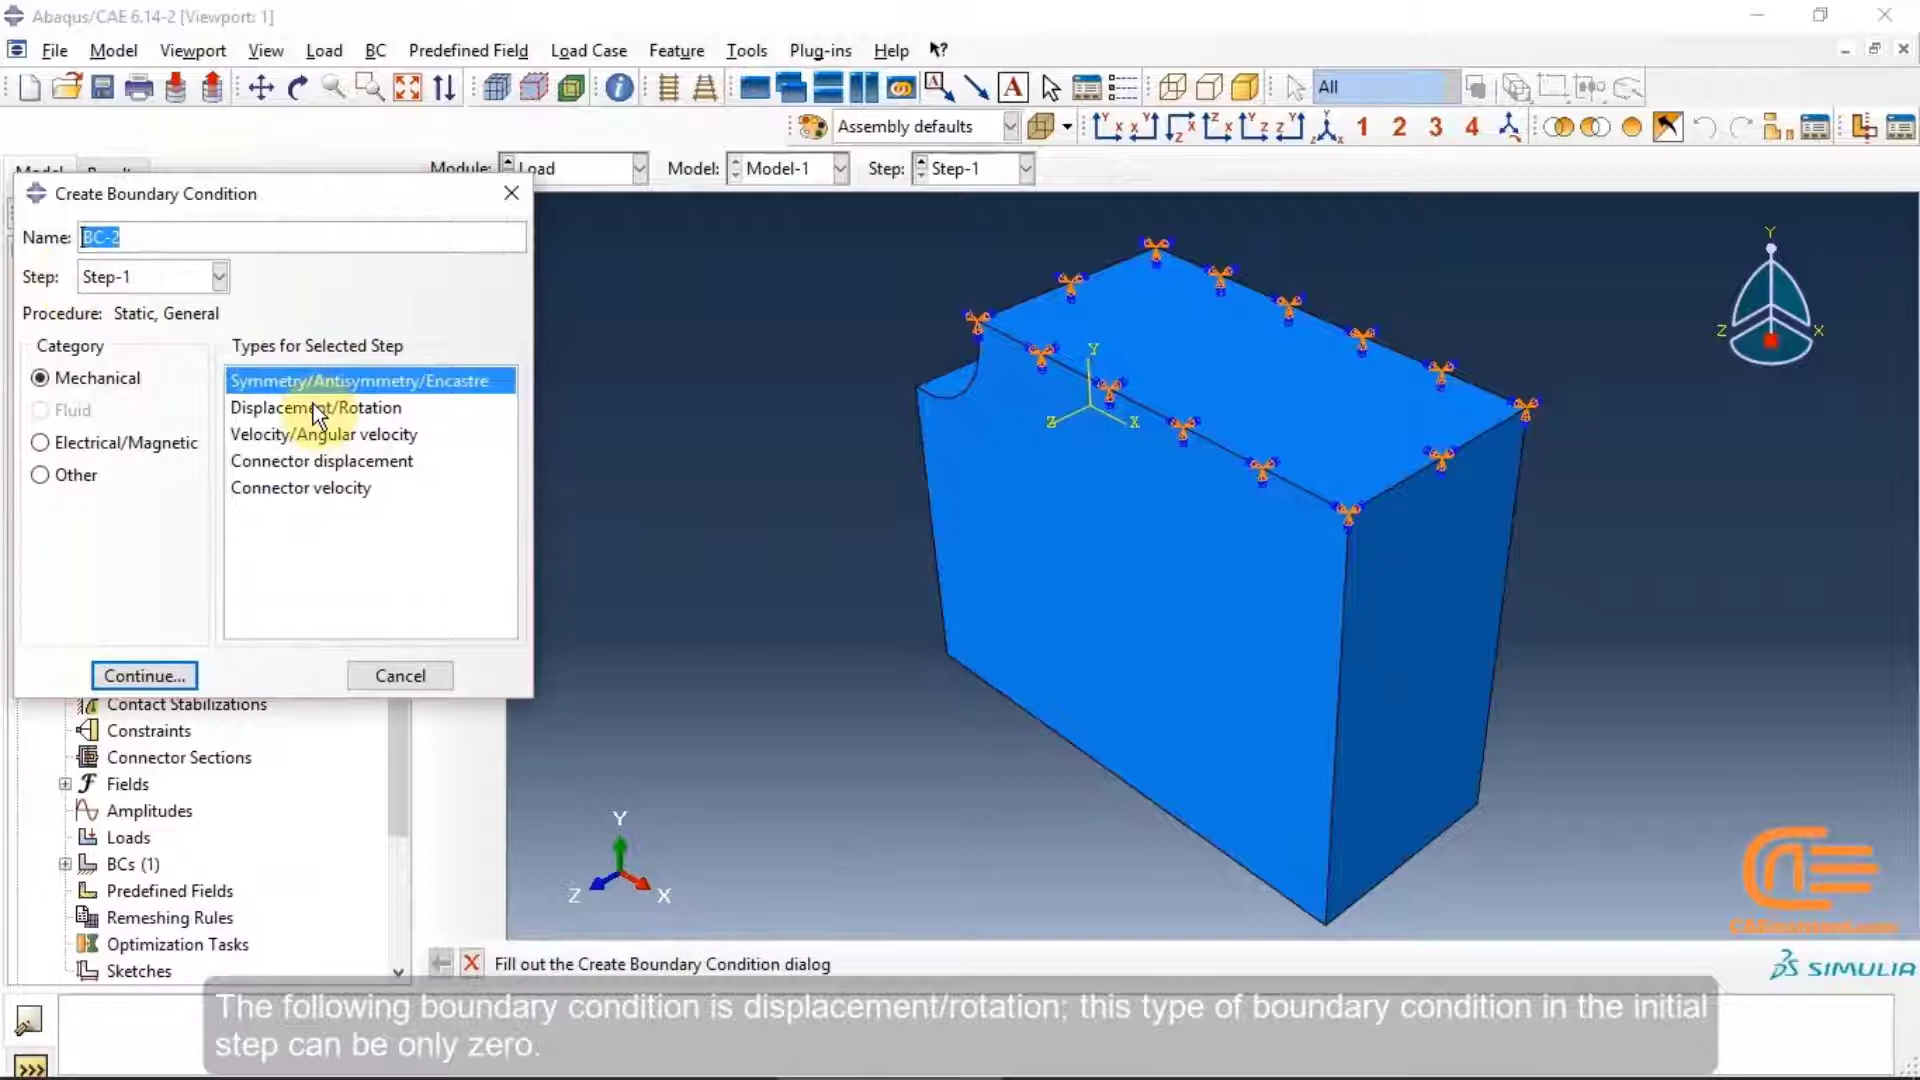 Abaqus/CAE 6.14-2 [Viewport: 1]
File Model Viewport View Load BC Predefined Field Load Case Feature Tools Plug-ins Help
All
Assembly defaults
1 2 3 4
Module: Load Model: Model-1 Step: Step-1
Create Boundary Condition
Name: BC-2
Step: Step-1
Procedure: Static, General
Category
Mechanical
Fluid
Electrical/Magnetic
Other
Types for Selected Step
Symmetry/Antisymmetry/Encastre
Displacement/Rotation
Velocity/Angular velocity
Connector displacement
Connector velocity
Continue...
Cancel
Contact Stabilizations
Constraints
Connector Sections
Fields
Amplitudes
Loads
BCs (1)
Predefined Fields
Remeshing Rules
Optimization Tasks
Sketches
Y
Z
X
Y
Z
X
Y
Z
X
Fill out the Create Boundary Condition dialog
SIMULIA
The following boundary condition is displacement/rotation; this type of boundary condition in the initial
step can be only zero.
>>>